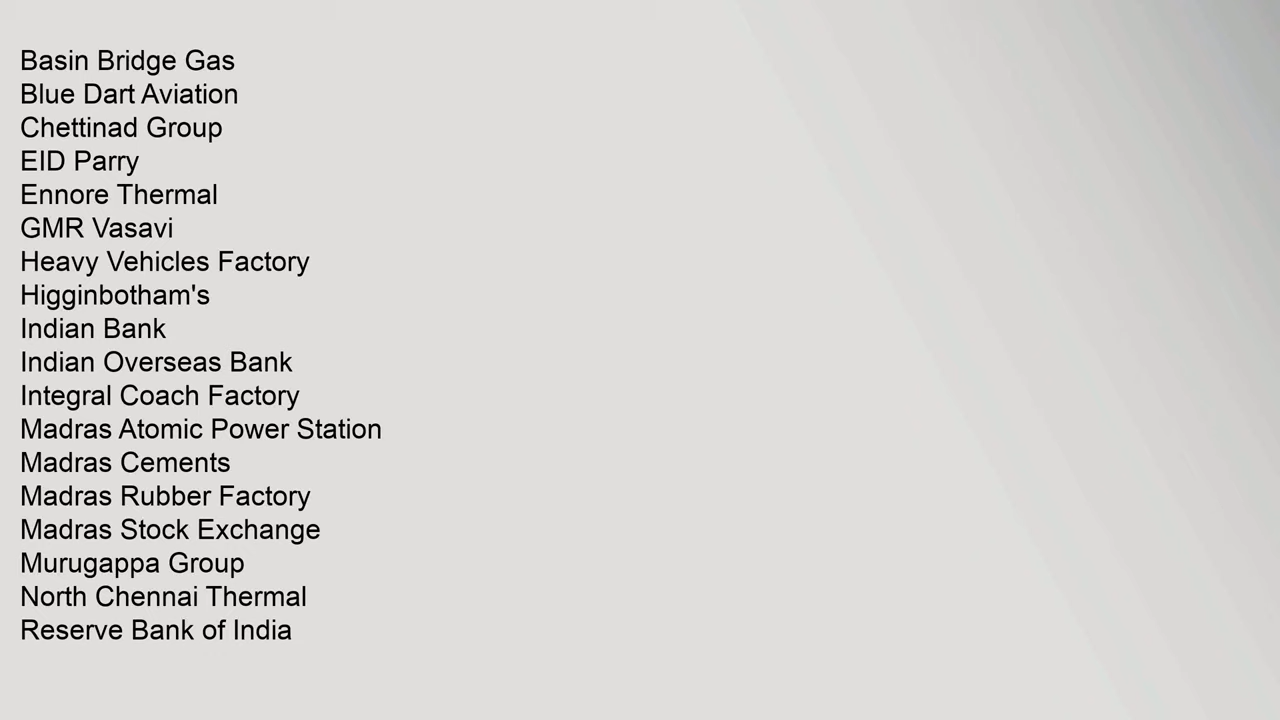 Basin Bridge Gas
Blue Dart Aviation
Chettinad Group
EID Parry
Ennore Thermal
GMR Vasavi
Heavy Vehicles Factory
Higginbotham's
Indian Bank
Indian Overseas Bank
Integral Coach Factory
Madras Atomic Power Station
Madras Cements
Madras Rubber Factory
Madras Stock Exchange
Murugappa Group
North Chennai Thermal
Reserve Bank of India